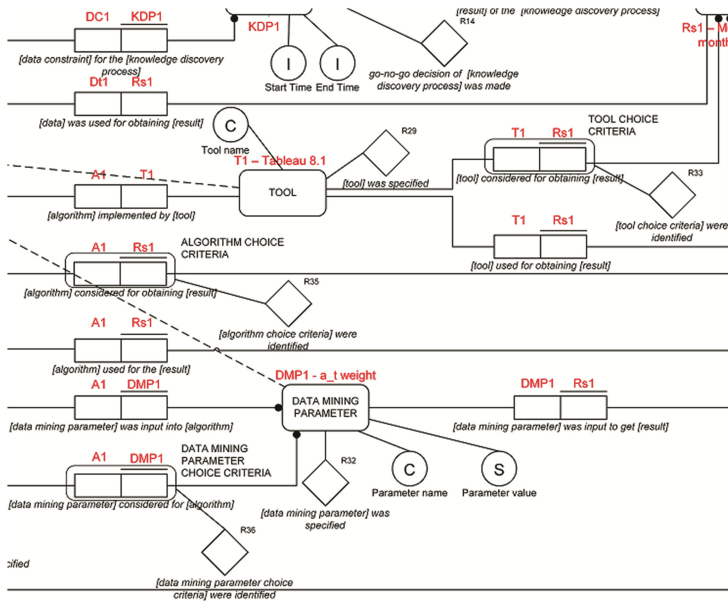 [result] of the [knowledge discovery process]
DC1 KDP1
KDP1
R14
Rs1 – M
month
[data constraint] for the [knowledge discovery
process]
I
I
Start Time
End Time
go-no-go decision of [knowledge
discovery process] was made
Dt1 Rs1
[data] was used for obtaining [result]
C
Tool name
R29
T1 – Tableau 8.1
TOOL
[tool] was specified
TOOL CHOICE
CRITERIA
T1 Rs1
[tool] considered for obtaining [result]
R33
[tool choice criteria] were
identified
A1 T1
[algorithm] implemented by [tool]
T1 Rs1
[tool] used for obtaining [result]
ALGORITHM CHOICE
CRITERIA
A1 Rs1
[algorithm] considered for obtaining [result]
R35
[algorithm choice criteria] were
identified
A1 Rs1
[algorithm] used for the [result]
DMP1 - a_t weight
DATA MINING
PARAMETER
A1 DMP1
[data mining parameter] was input into [algorithm]
DMP1 Rs1
[data mining parameter] was input to get [result]
DATA MINING
PARAMETER
CHOICE CRITERIA
A1 DMP1
[data mining parameter] considered for [algorithm]
R32
[data mining parameter] was
specified
C
Parameter name
S
Parameter value
R36
[data mining parameter choice
criteria] were identified
cified